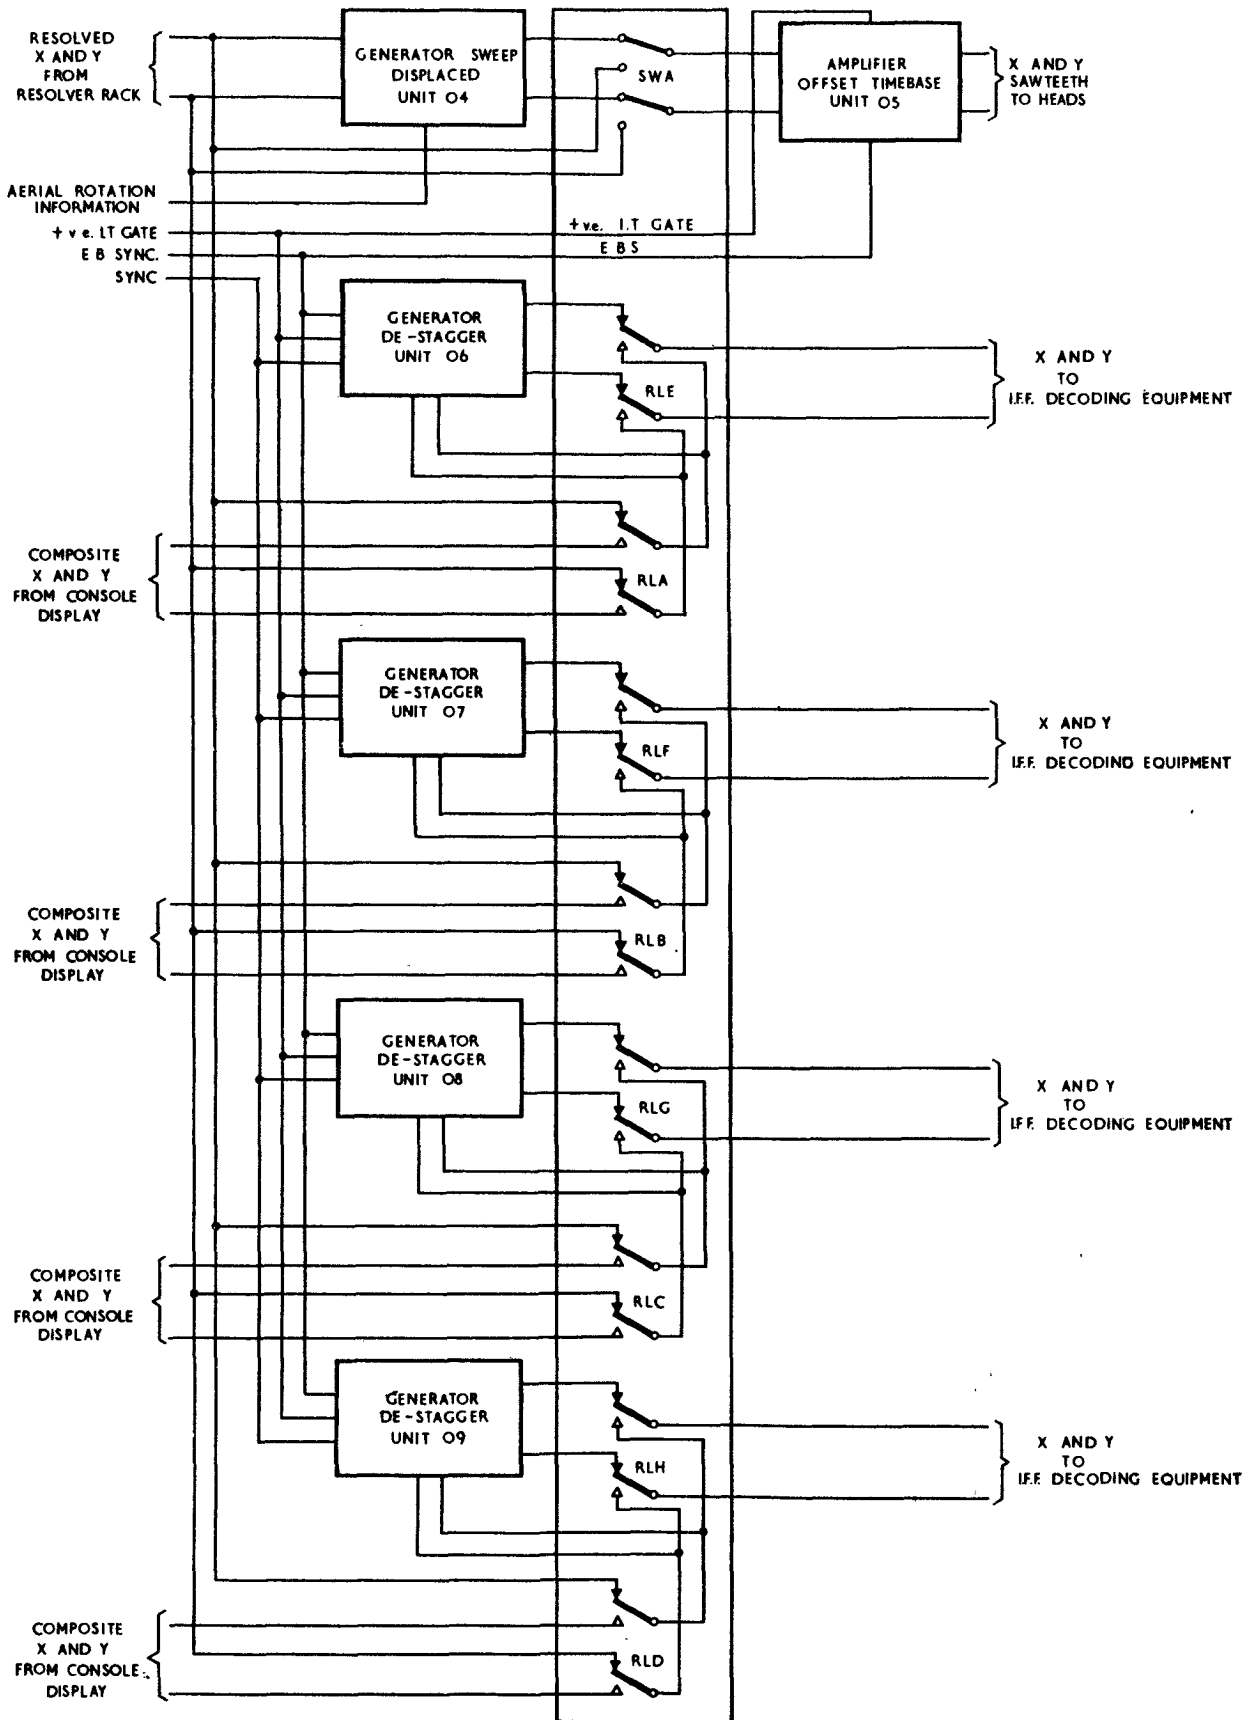 RESOLVED
X AND Y
FROM
RESOLVER RACK
GENERATOR SWEEP
DISPLACED
UNIT 04
SWA
AMPLIFIER
OFFSET TIMEBASE
UNIT 05
X AND Y
SAWTEETH
TO HEADS
AERIAL ROTATION
INFORMATION
+ve. I.T GATE
E B SYNC.
SYNC
+ve. I.T GATE
E B S
GENERATOR
DE-STAGGER
UNIT 06
RLE
X AND Y
TO
I.F.F. DECODING EQUIPMENT
COMPOSITE
X AND Y
FROM CONSOLE
DISPLAY
RLA
GENERATOR
DE-STAGGER
UNIT 07
RLF
X AND Y
TO
I.F.F. DECODING EQUIPMENT
COMPOSITE
X AND Y
FROM CONSOLE
DISPLAY
RLB
GENERATOR
DE-STAGGER
UNIT 08
RLG
X AND Y
TO
I.F.F. DECODING EQUIPMENT
COMPOSITE
X AND Y
FROM CONSOLE
DISPLAY
RLC
GENERATOR
DE-STAGGER
UNIT 09
RLH
X AND Y
TO
I.F.F. DECODING EQUIPMENT
COMPOSITE
X AND Y
FROM CONSOLE
DISPLAY
RLD